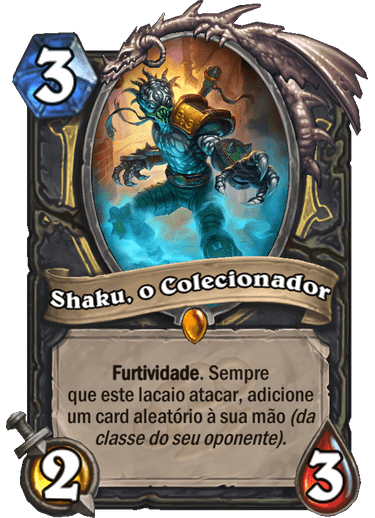 3
Shaku, o Colecionador
Furtividade. Sempre
que este lacaio atacar, adicione
um card aleatório à sua mão (da
classe do seu oponente).
2
3